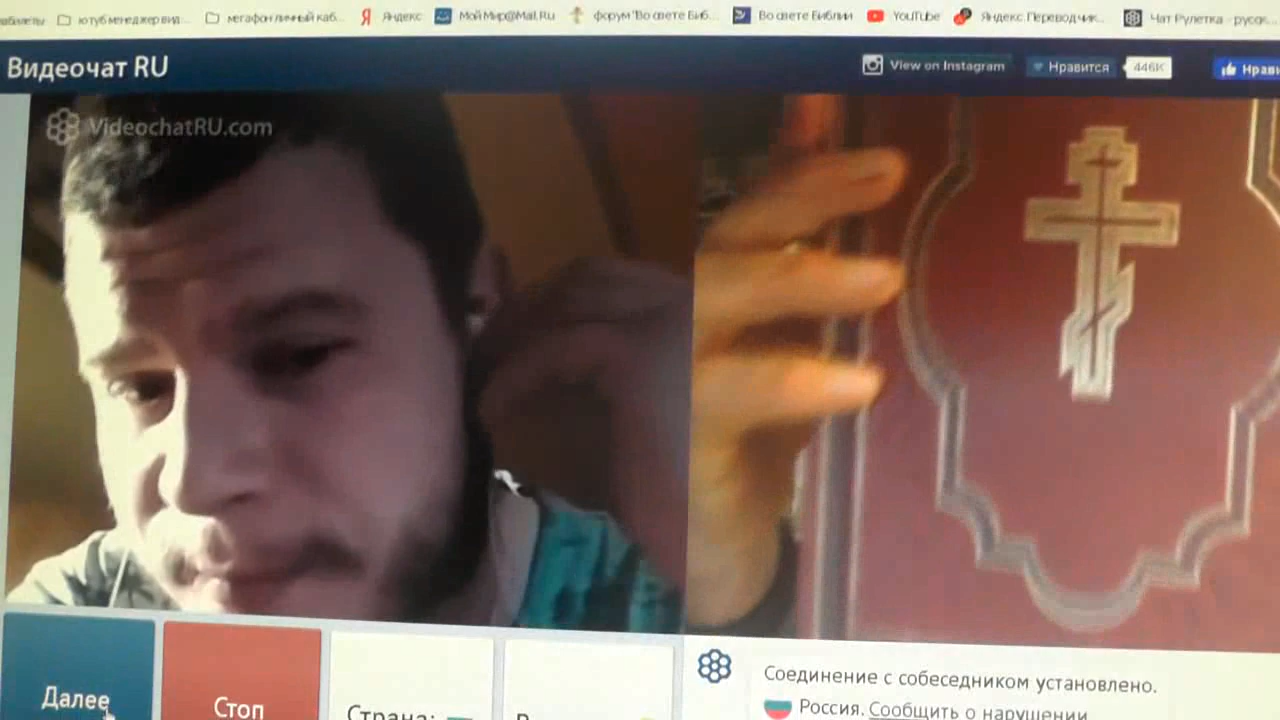 ютуб менеджер вид... мегафон личный каб... Яндекс Мой Мир@Mail.Ru форум "Во свете Биб... Во свете Библии YouTube Яндекс.Переводчик... Чат Рулетка - русск...
Видеочат RU View on Instagram Нравится 446K Нрави
VideochatRU.com
Соединение с собеседником установлено.
Далее Стоп Страна: Россия. Сообщить о нарушении